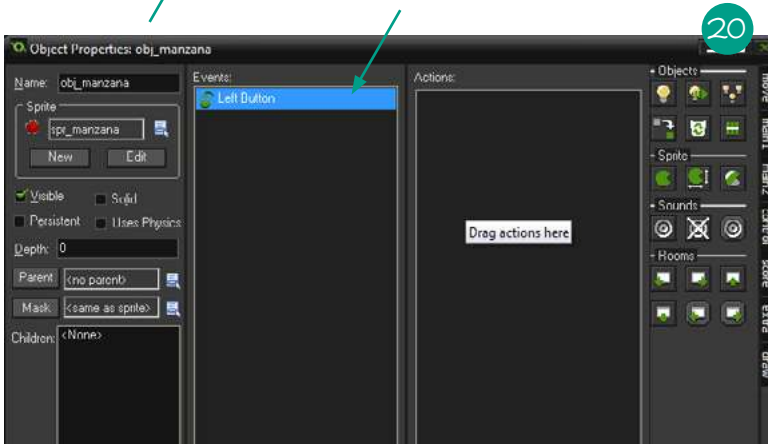 20
Object Properties: obj_manzana
Name: obj_manzana
Sprite
spr_manzana
New Edit
Visible Solid
Persistent Uses Physics
Depth: 0
Parent <no parent>
Mask <same as sprite>
Children: <None>
Events:
Left Button
Actions:
Drag actions here
Objects
Sprite
Sounds
Rooms
move
main1
main2
control
score
extra
draw